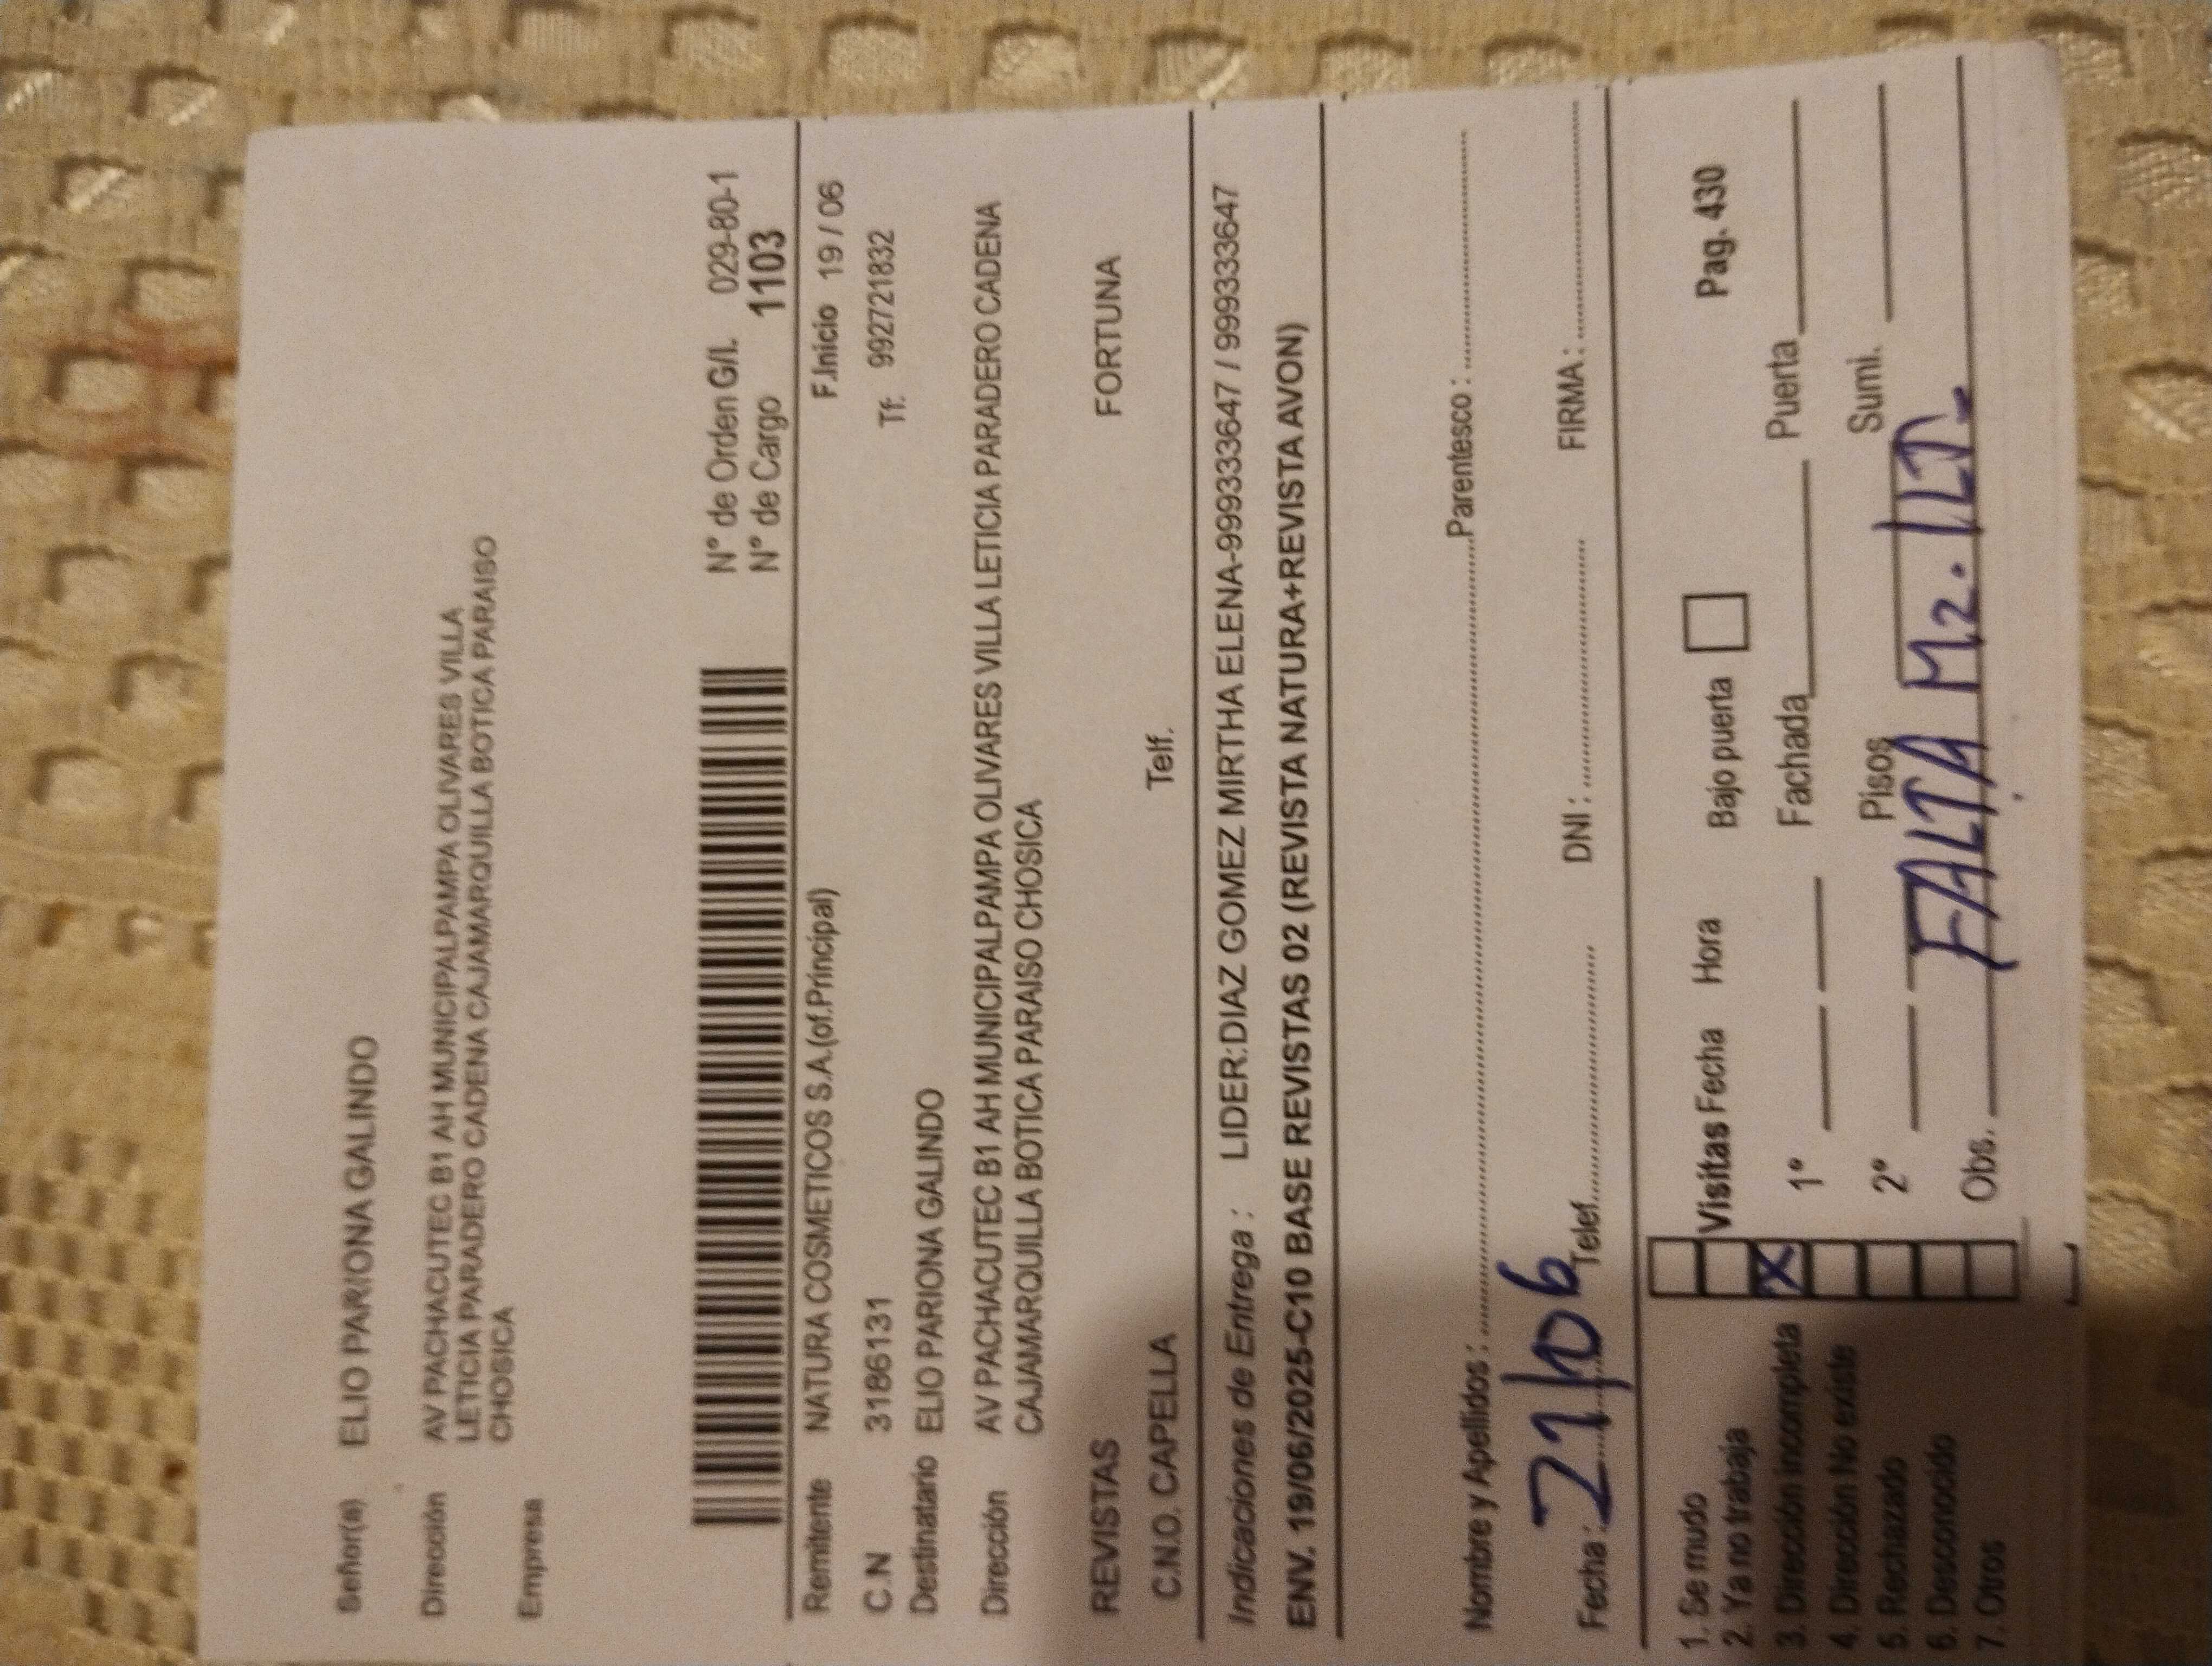 Señor(a) ELIO PARIONA GALINDO
Dirección AV PACHACUTEC B1 AH MUNICIPALPAMPA OLIVARES VILLA
LETICIA PARADERO CADENA CAJAMARQUILLA BOTICA PARAISO
CHOSICA
Empresa
N° de Orden G/L 029-80-1
N° de Cargo 1103
Remitente NATURA COSMETICOS S.A.(of.Principal) F.Inicio 19 / 06
C.N 3186131 Tf. 9927721832
Destinatario ELIO PARIONA GALINDO
Dirección AV PACHACUTEC B1 AH MUNICIPALPAMPA OLIVARES VILLA LETICIA PARADERO CADENA
CAJAMARQUILLA BOTICA PARAISO CHOSICA
REVISTAS FORTUNA
C.N.O. CAPELLA Telf.
Indicaciones de Entrega : LIDER:DIAZ GOMEZ MIRTHA ELENA-999333647 / 999333647
ENV. 19/06/2025-C10 BASE REVISTAS 02 (REVISTA NATURA+REVISTA AVON)
Nombre y Apellidos : Parentesco :
Fecha : 21/06 Telef. DNI : FIRMA :
1. Se mudo
2. Ya no trabaja
3. Dirección incompleta X
4. Dirección No existe
5. Rechazado
6. Desconocido
7. Otros
Visitas Fecha Hora Bajo puerta Pag. 430
1° Fachada Puerta
2° Pisos Sumi.
Obs. FALTA Mz. LT.